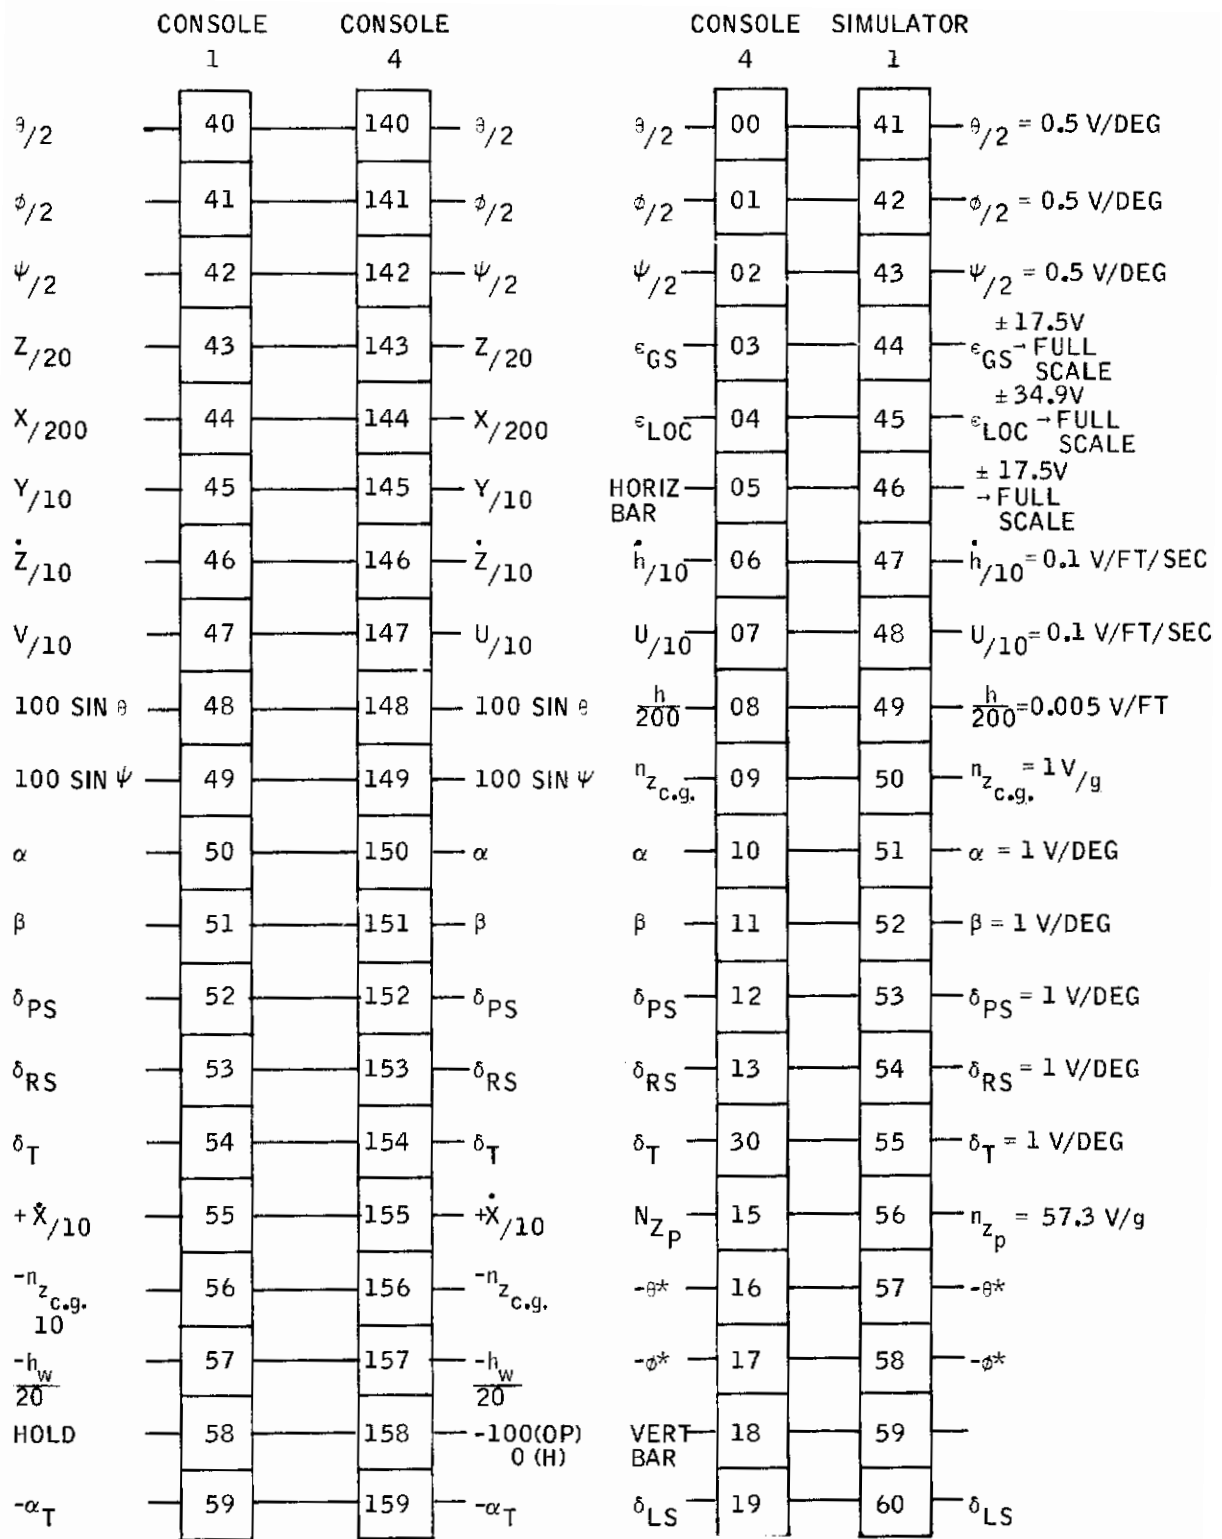 CONSOLE CONSOLE CONSOLE SIMULATOR
1 4 4 1
θ/2 40 140 θ/2 θ/2 00 41 θ/2 = 0.5 V/DEG
ϕ/2 41 141 ϕ/2 ϕ/2 01 42 ϕ/2 = 0.5 V/DEG
ψ/2 42 142 ψ/2 ψ/2 02 43 ψ/2 = 0.5 V/DEG
Z/20 43 143 Z/20 εGS 03 44 εGS ±17.5V → FULL SCALE
X/200 44 144 X/200 εLOC 04 45 εLOC ±34.9V → FULL SCALE
Y/10 45 145 Y/10 HORIZ BAR 05 46 ±17.5V → FULL SCALE
Ż/10 46 146 Ż/10 ḣ/10 06 47 ḣ/10 = 0.1 V/FT/SEC
V/10 47 147 U/10 U/10 07 48 U/10 = 0.1 V/FT/SEC
100 SIN θ 48 148 100 SIN θ h/200 08 49 h/200 = 0.005 V/FT
100 SIN ψ 49 149 100 SIN ψ nzc.g. 09 50 nzc.g. = 1V/g
α 50 150 α α 10 51 α = 1 V/DEG
β 51 151 β β 11 52 β = 1 V/DEG
δPS 52 152 δPS δPS 12 53 δPS = 1 V/DEG
δRS 53 153 δRS δRS 13 54 δRS = 1 V/DEG
δT 54 154 δT δT 30 55 δT = 1 V/DEG
+Ẋ/10 55 155 +Ẋ/10 NZP 15 56 nzp = 57.3 V/g
-nzc.g. 10 56 156 -nzc.g. -θ* 16 57 -θ*
-hw/20 57 157 -hw/20 -ϕ* 17 58 -ϕ*
HOLD 58 158 -100(OP) 0 (H) VERT BAR 18 59
-αT 59 159 -αT δLS 19 60 δLS